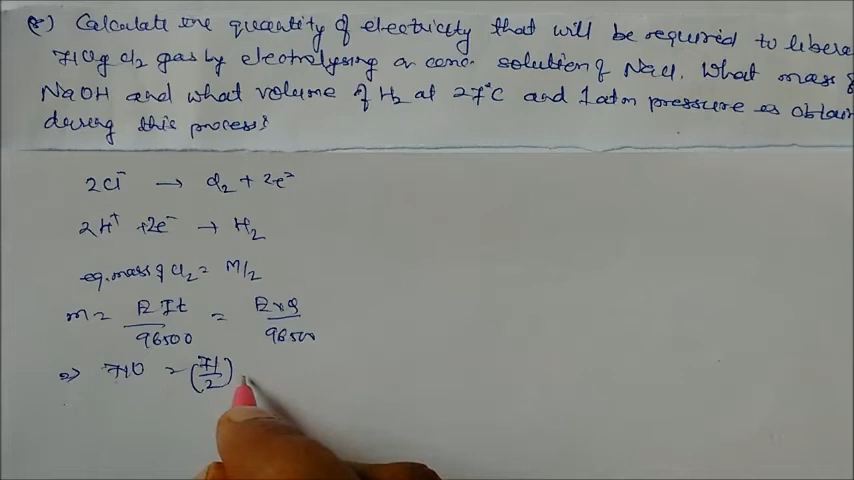 Q) Calculate the quantity of electricity that will be required to libera
710g Cl2 gas by electrolysing a conc. solution of NaCl. What mass of
NaOH and what volume of H2 at 27°C and 1 atm pressure is obtain
during this process?
2Cl⁻ → Cl2 + 2e⁻
2H⁺ + 2e⁻ → H2
eq. mass of Cl2 = M/2
m = EIt/96500 = E×Q/96500
⇒ 710 = (71/2)